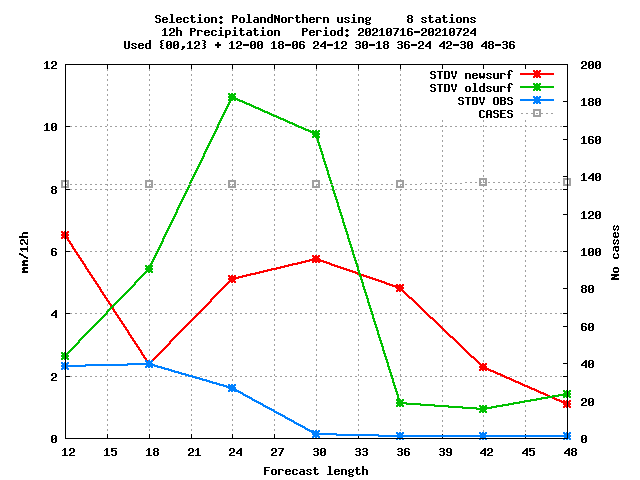 Selection: PolandNorthern using     8 stations
12h Precipitation   Period: 20210716-20210724
Used {00,12} + 12-00 18-06 24-12 30-18 36-24 42-30 48-36
STDV newsurf
STDV oldsurf
STDV OBS
CASES
12 200
180
10 160
140
8
120
6 100
80
4
60
2 40
20
0 0
mm/12h
No cases
12 15 18 21 24 27 30 33 36 39 42 45 48
Forecast length